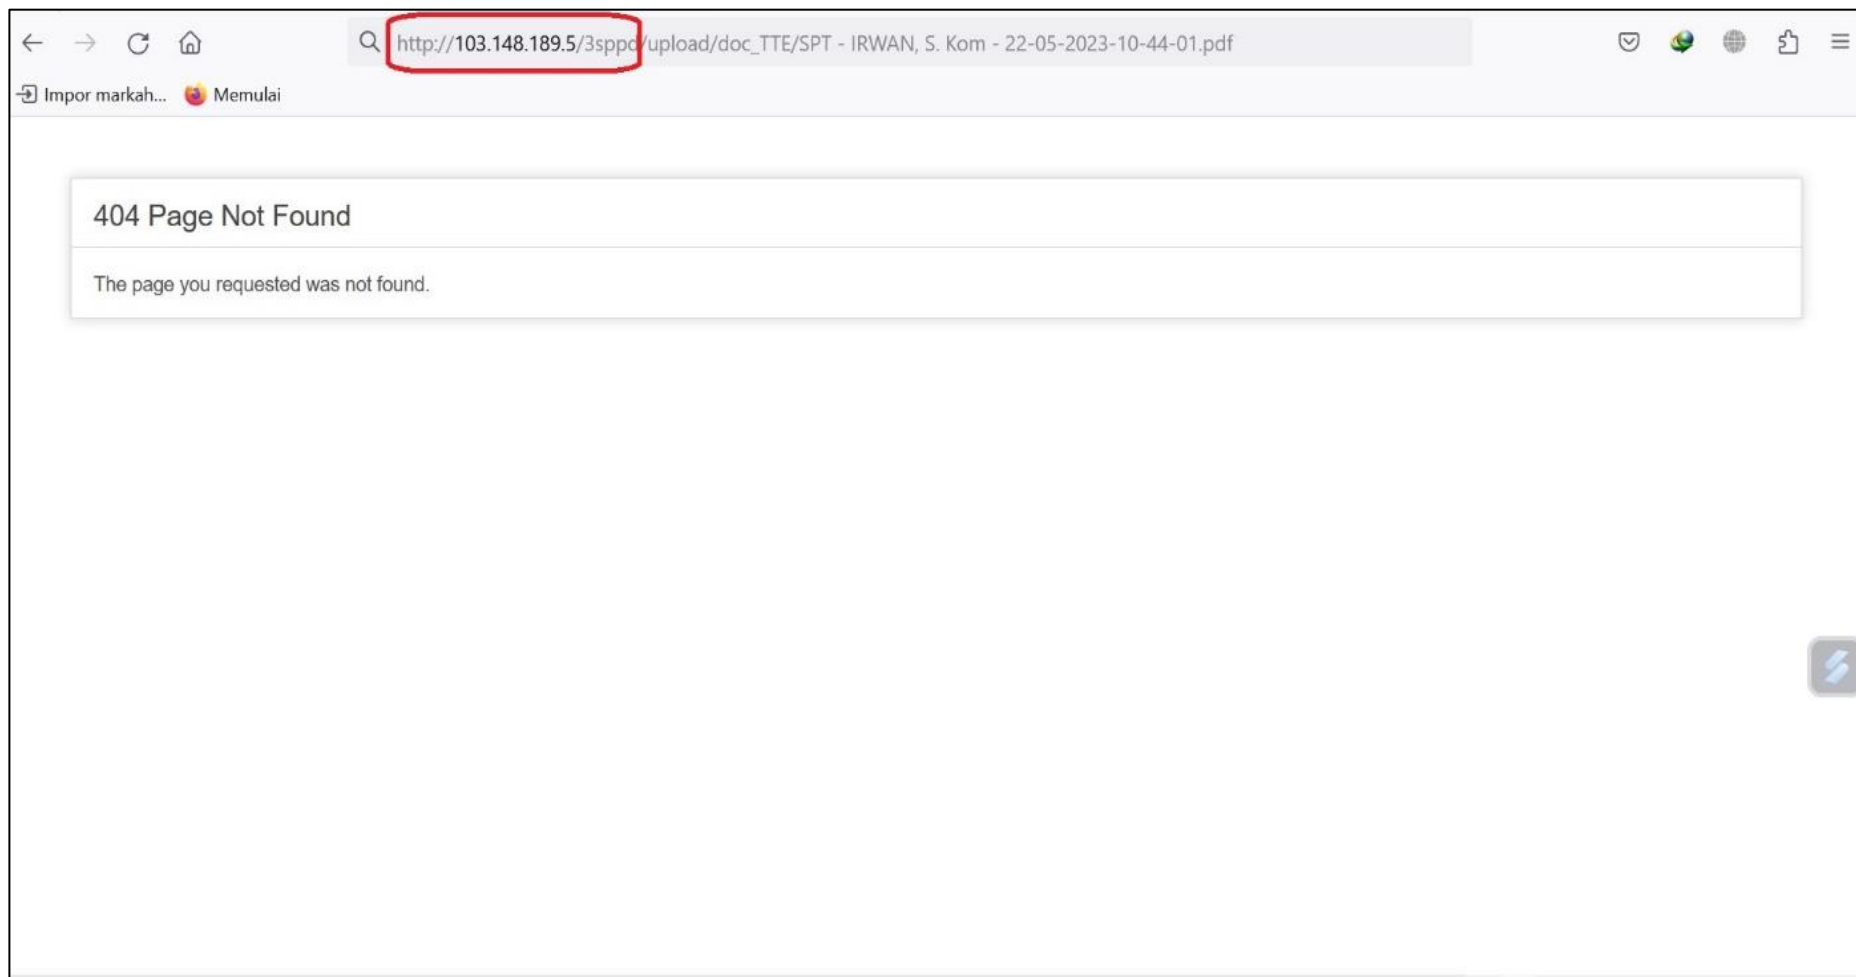 http://103.148.189.5/3sppd/upload/doc_TTE/SPT - IRWAN, S. Kom - 22-05-2023-10-44-01.pdf
Impor markah... Memulai
404 Page Not Found
The page you requested was not found.